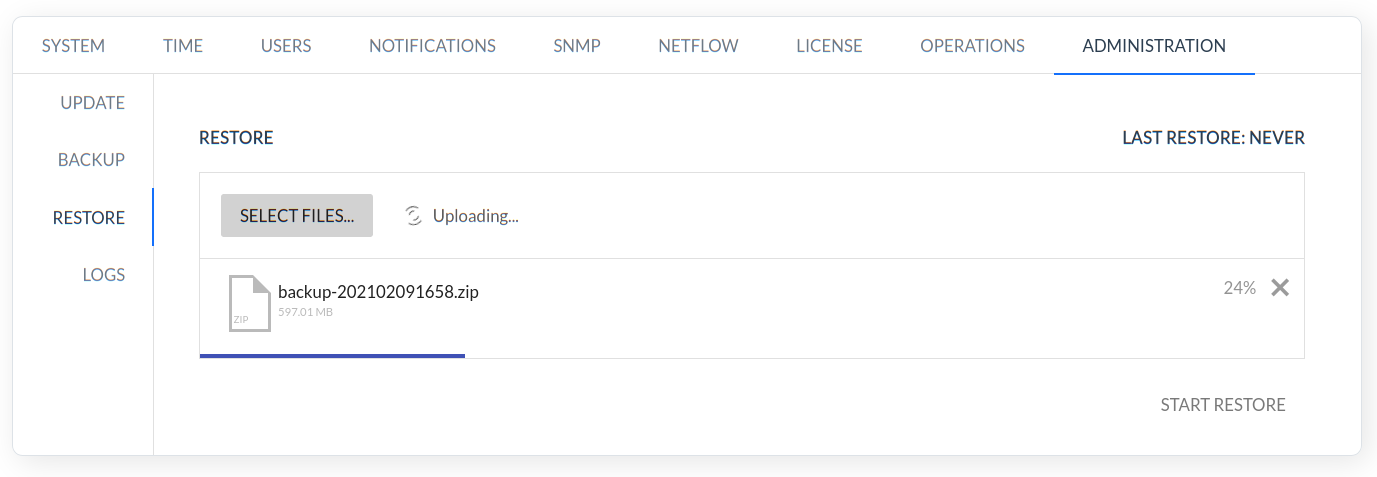 SYSTEM TIME USERS NOTIFICATIONS SNMP NETFLOW LICENSE OPERATIONS ADMINISTRATION
UPDATE
BACKUP
RESTORE
LOGS
RESTORE LAST RESTORE: NEVER
SELECT FILES... Uploading...
backup-202102091658.zip 24%
597.01 MB
ZIP
START RESTORE